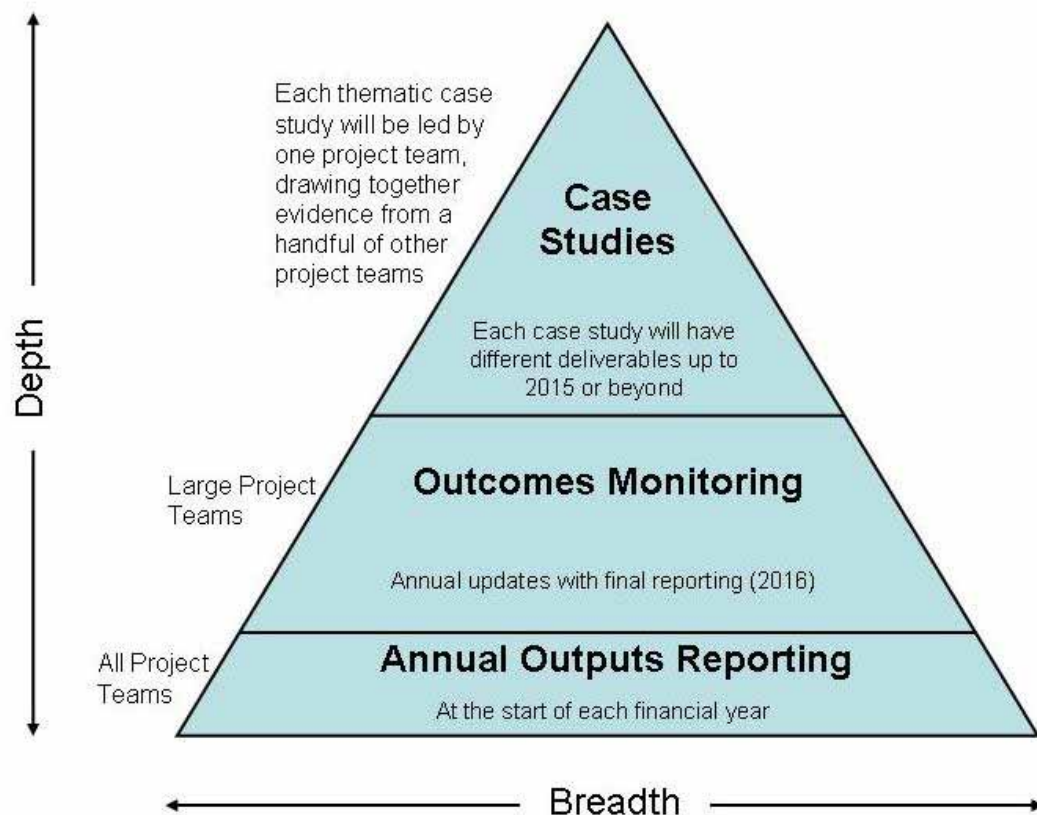 Each thematic case
study will be led by
one project team,
drawing together
evidence from a
handful of other
project teams
Case
Studies
Each case study will have
different deliverables up to
2015 or beyond
Depth
Large Project
Teams
Outcomes Monitoring
Annual updates with final reporting (2016)
All Project
Teams
Annual Outputs Reporting
At the start of each financial year
Breadth